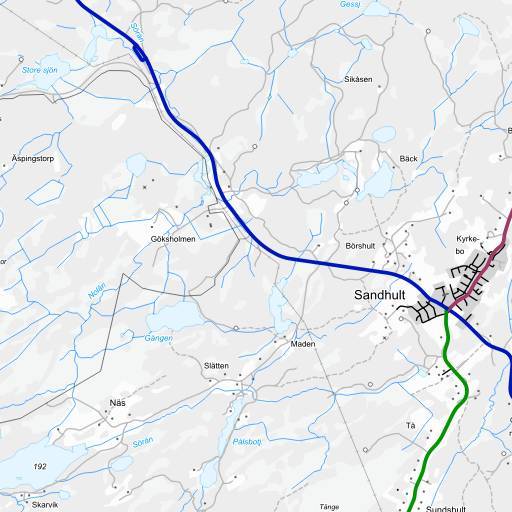 Gessj
Sörån
Store sjön
Sikåsen
Äspingstorp
Bäck
Göksholmen
Börshult
Kyrke-
bo
Nolån
Sandhult
Gången
Maden
Slätten
Näs
Tå
Sörån
Pålsbotj.
192
Skarvik
Tånge
Sundshult